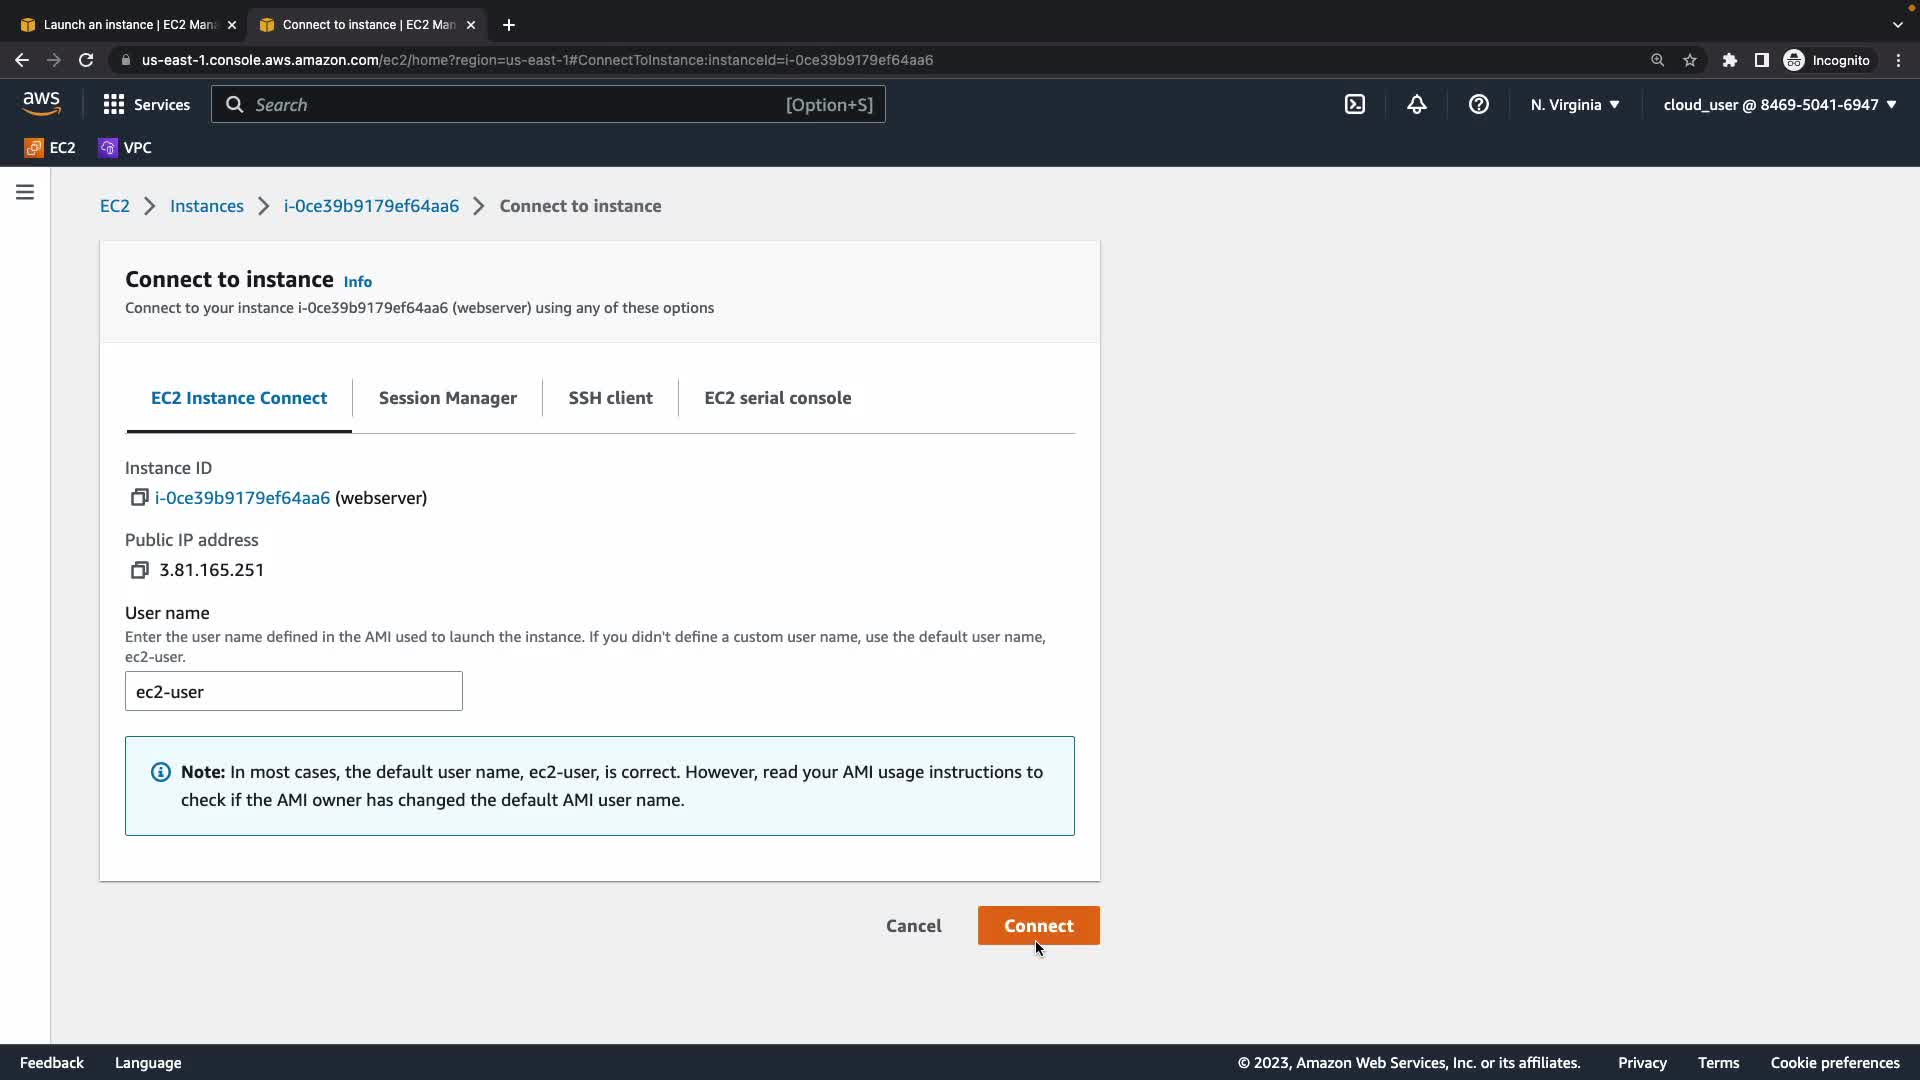 Launch an instance | EC2 Man
Connect to instance | EC2 Man
us-east-1.console.aws.amazon.com/ec2/home?region=us-east-1#ConnectToInstance:instanceId=i-0ce39b9179ef64aa6
Incognito
aws
Services
Search
[Option+S]
N. Virginia
cloud_user @ 8469-5041-6947
EC2
VPC
EC2 > Instances > i-0ce39b9179ef64aa6 > Connect to instance
Connect to instance Info
Connect to your instance i-0ce39b9179ef64aa6 (webserver) using any of these options
EC2 Instance Connect
Session Manager
SSH client
EC2 serial console
Instance ID
i-0ce39b9179ef64aa6 (webserver)
Public IP address
3.81.165.251
User name
Enter the user name defined in the AMI used to launch the instance. If you didn't define a custom user name, use the default user name,
ec2-user.
ec2-user
Note: In most cases, the default user name, ec2-user, is correct. However, read your AMI usage instructions to
check if the AMI owner has changed the default AMI user name.
Cancel
Connect
Feedback
Language
© 2023, Amazon Web Services, Inc. or its affiliates.
Privacy
Terms
Cookie preferences